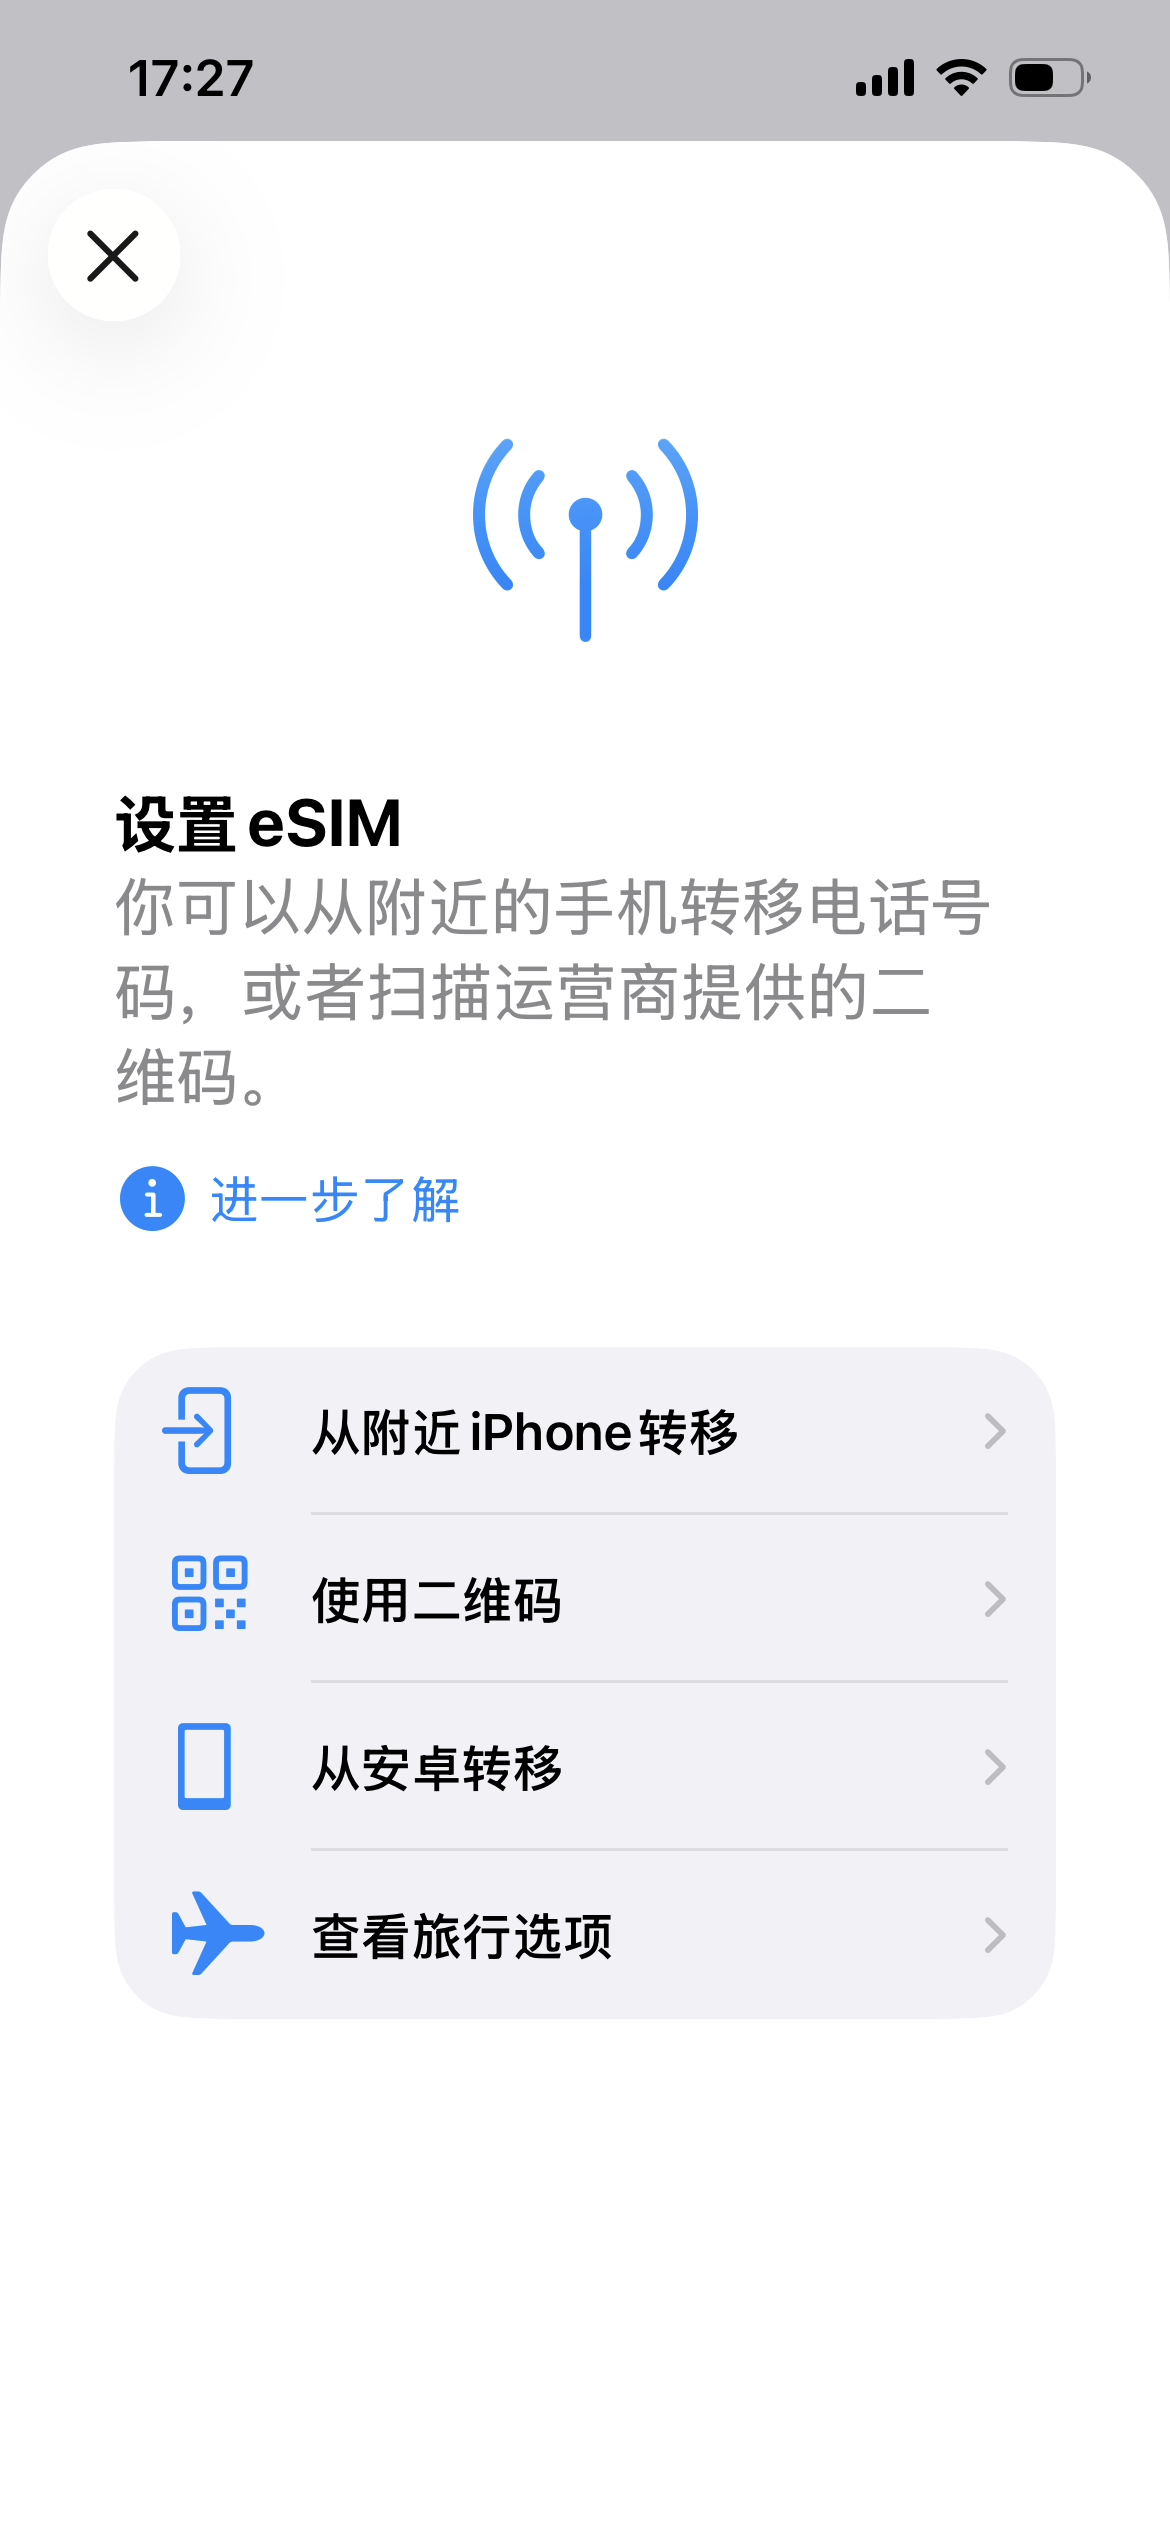 17:27
设置 eSIM
你可以从附近的手机转移电话号
码，或者扫描运营商提供的二
维码。
进一步了解
从附近 iPhone 转移
使用二维码
从安卓转移
查看旅行选项